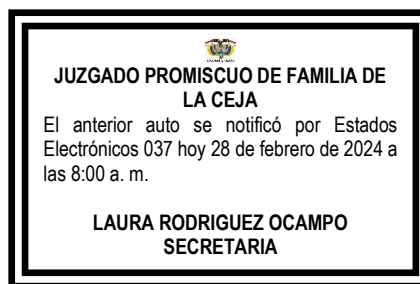 JUZGADO PROMISCUO DE FAMILIA DE
LA CEJA
El anterior auto se notificó por Estados
Electrónicos 037 hoy 28 de febrero de 2024 a
las 8:00 a. m.
LAURA RODRIGUEZ OCAMPO
SECRETARIA